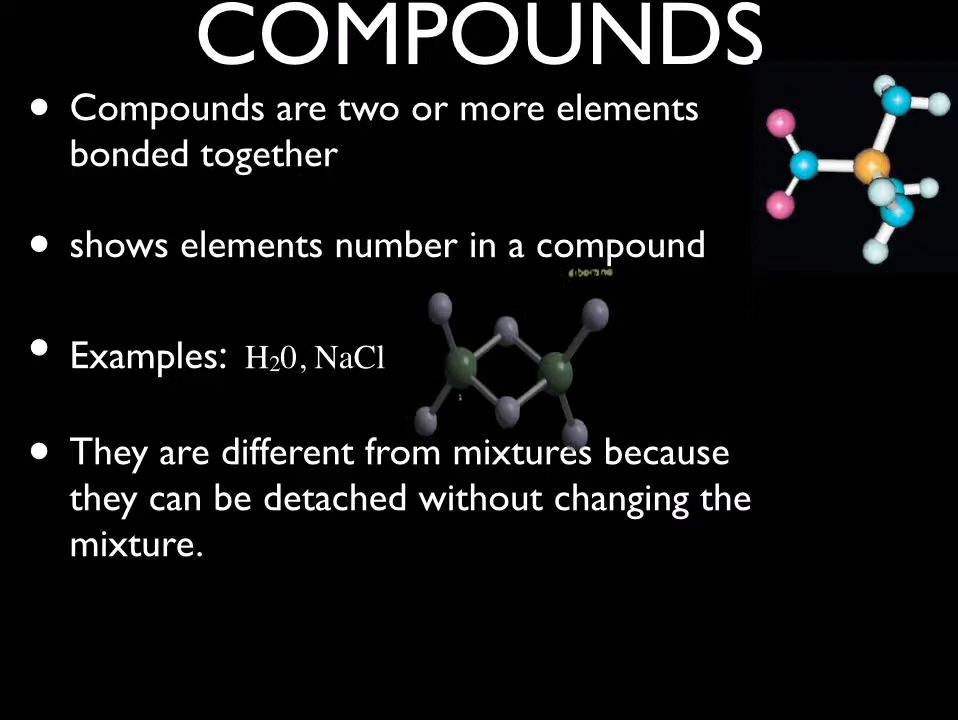 COMPOUNDS
• Compounds are two or more elements
bonded together
• shows elements number in a compound
diborane
• Examples: H₂0, NaCl
• They are different from mixtures because
they can be detached without changing the
mixture.